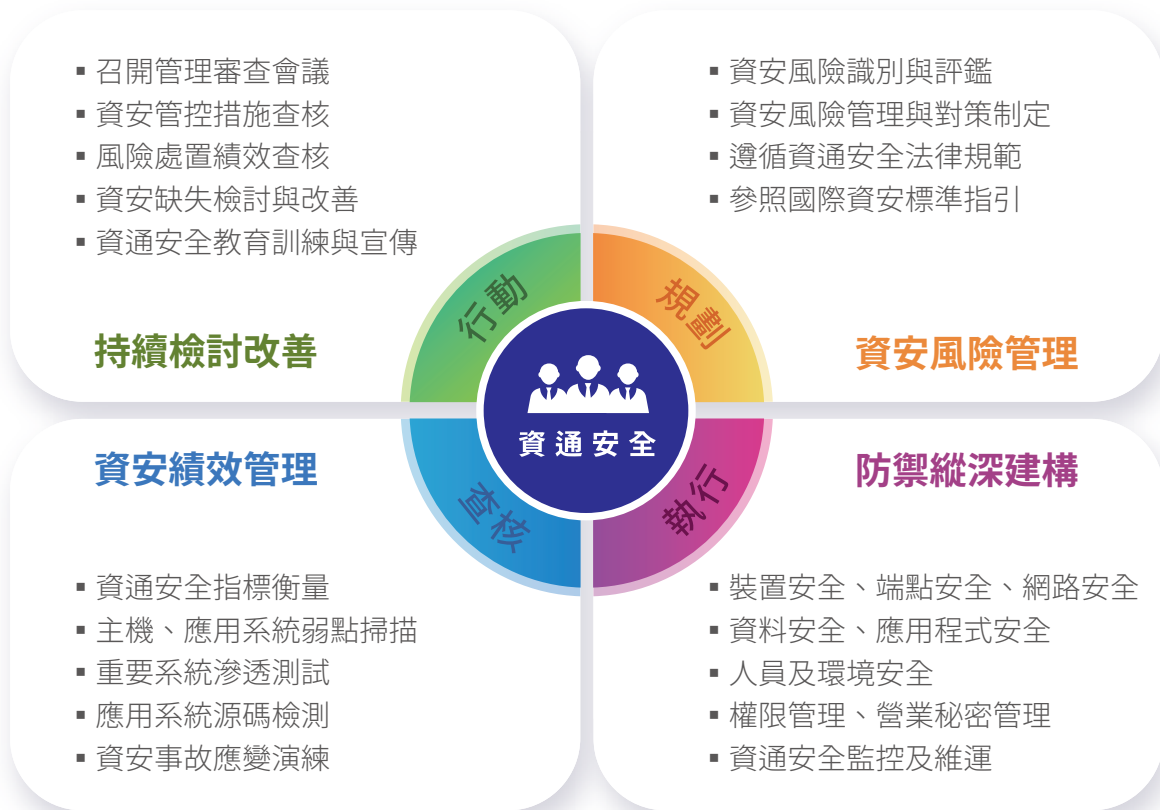 ▪ 召開管理審查會議
▪ 資安管控措施查核
▪ 風險處置績效查核
▪ 資安缺失檢討與改善
▪ 資通安全教育訓練與宣傳
持續檢討改善
行動
▪ 資安風險識別與評鑑
▪ 資安風險管理與對策制定
▪ 遵循資通安全法律規範
▪ 參照國際資安標準指引
規劃
資安風險管理
資通安全
資安績效管理
查核
▪ 資通安全指標衡量
▪ 主機、應用系統弱點掃描
▪ 重要系統滲透測試
▪ 應用系統源碼檢測
▪ 資安事故應變演練
防禦縱深建構
執行
▪ 裝置安全、端點安全、網路安全
▪ 資料安全、應用程式安全
▪ 人員及環境安全
▪ 權限管理、營業秘密管理
▪ 資通安全監控及維運